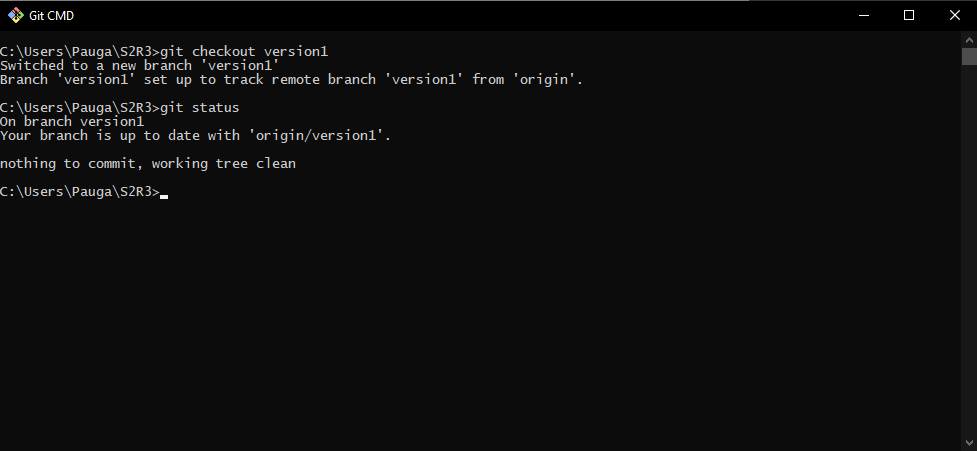 Git CMD
C:\Users\Pauga\S2R3>git checkout version1
Switched to a new branch 'version1'
Branch 'version1' set up to track remote branch 'version1' from 'origin'.
C:\Users\Pauga\S2R3>git status
On branch version1
Your branch is up to date with 'origin/version1'.
nothing to commit, working tree clean
C:\Users\Pauga\S2R3>